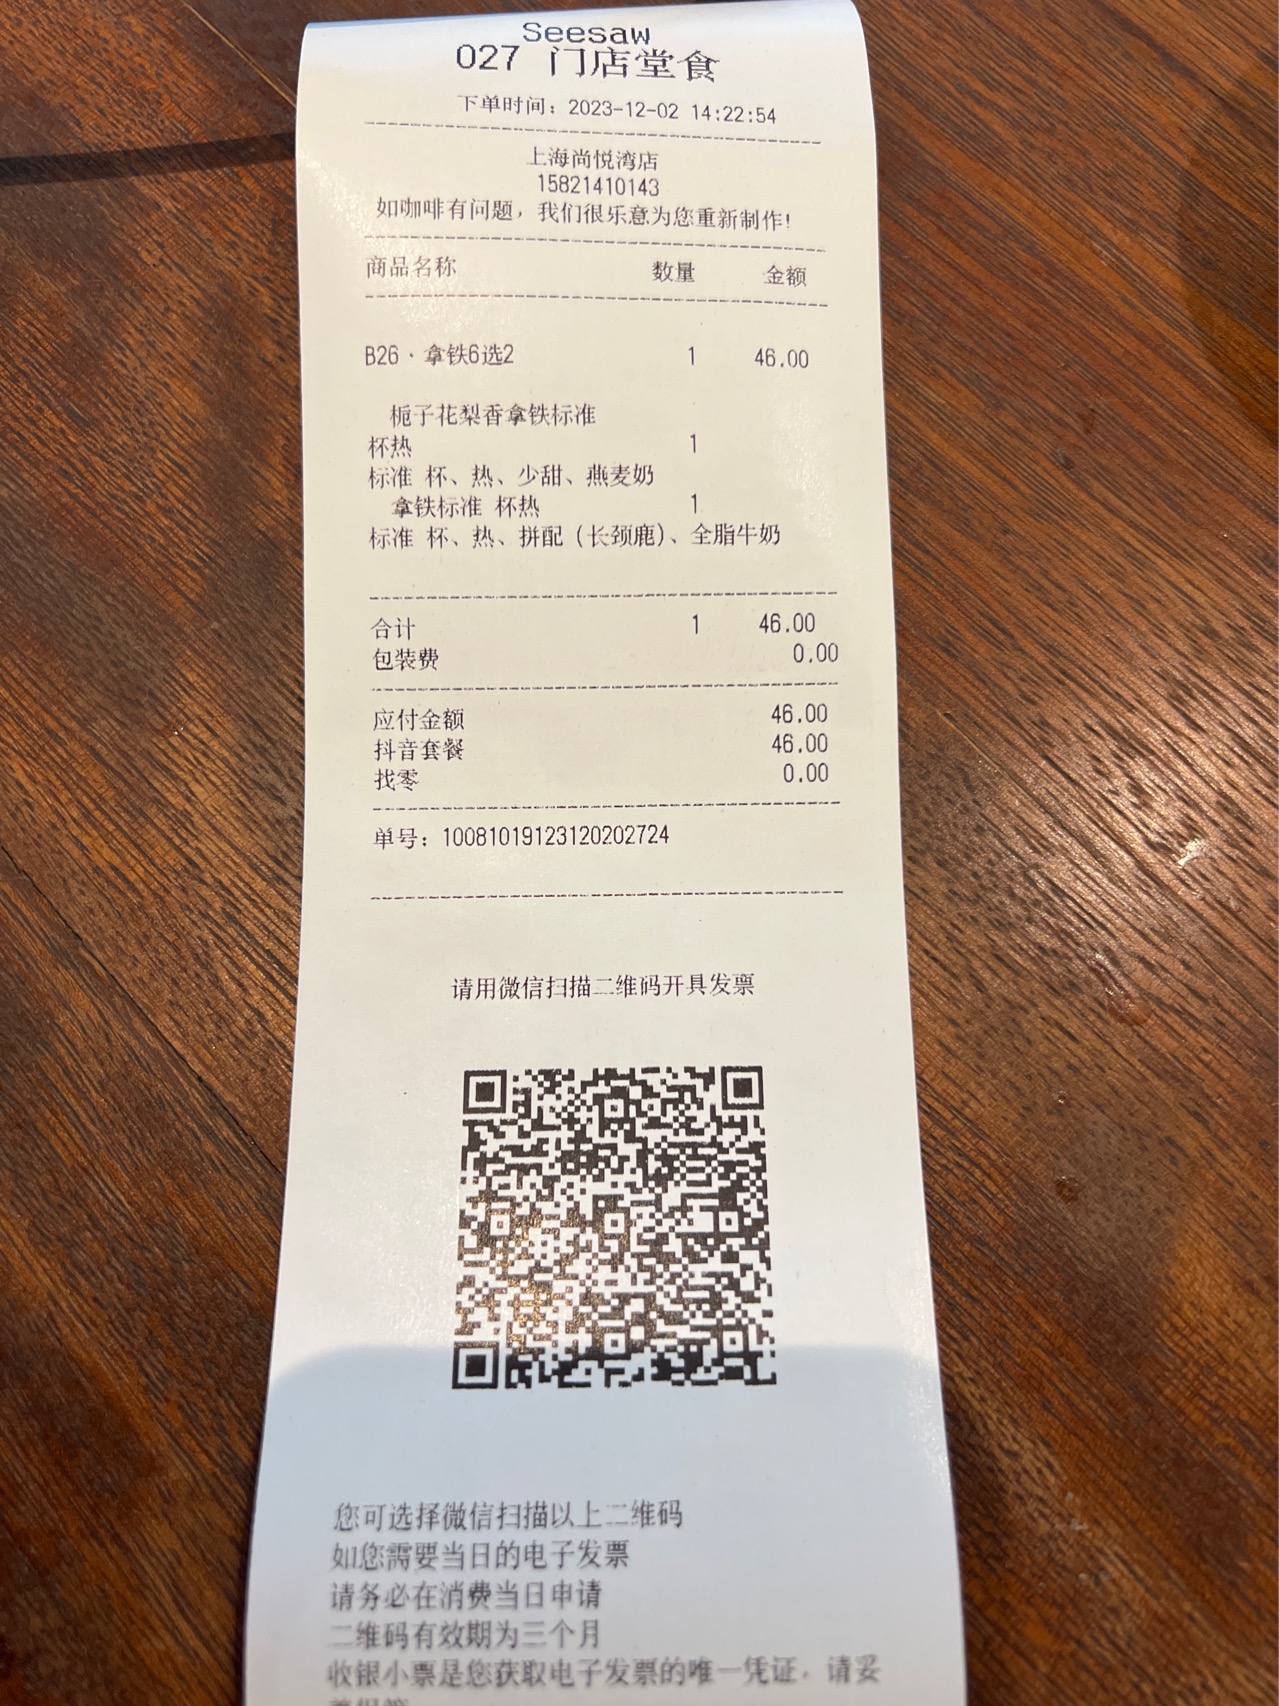 Seesaw
027 门店堂食
下单时间：2023-12-02 14:22:54
上海尚悦湾店
15821410143
如咖啡有问题，我们很乐意为您重新制作！
商品名称 数量 金额
B26·拿铁6选2 1 46.00
栀子花梨香拿铁标准
杯热 1
标准 杯、热、少甜、燕麦奶
拿铁标准 杯热 1
标准 杯、热、拼配（长颈鹿）、全脂牛奶
合计 1 46.00
包装费 0.00
应付金额 46.00
抖音套餐 46.00
找零 0.00
单号：10081019123120202724
请用微信扫描二维码开具发票
您可选择微信扫描以上二维码
如您需要当日的电子发票
请务必在消费当日申请
二维码有效期为三个月
收银小票是您获取电子发票的唯一凭证，请妥